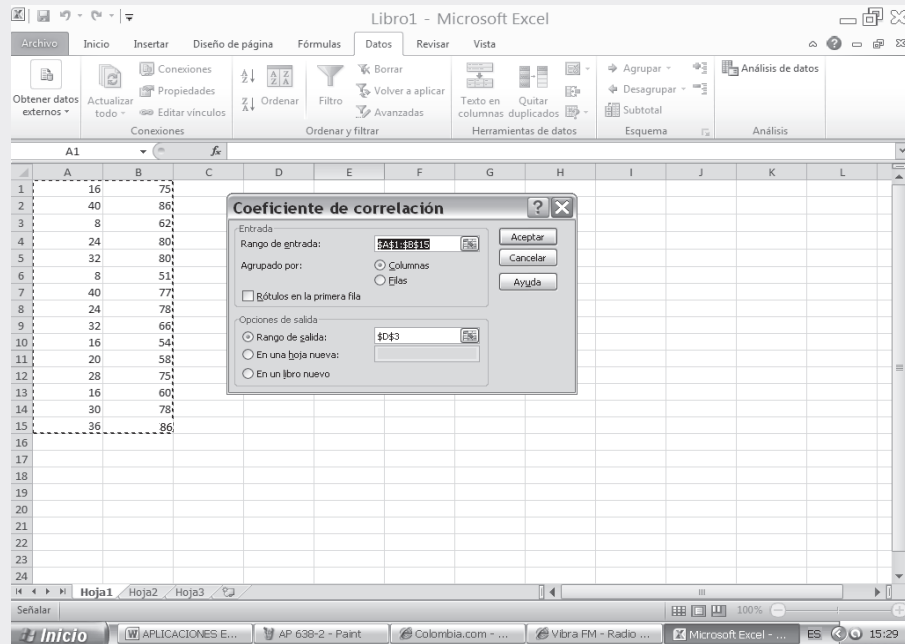 Libro1 - Microsoft Excel
Archivo Inicio Insertar Diseño de página Fórmulas Datos Revisar Vista
Obtener datos externos
Actualizar todo
Conexiones
Propiedades
Editar vínculos
Conexiones
Ordenar
Filtro
Borrar
Volver a aplicar
Avanzadas
Ordenar y filtrar
Texto en columnas
Quitar duplicados
Herramientas de datos
Agrupar
Desagrupar
Subtotal
Esquema
Análisis de datos
Análisis
A1 fx
A B C D E F G H I J K L
1 16 75
2 40 86
3 8 62
4 24 80
5 32 80
6 8 51
7 40 77
8 24 78
9 32 66
10 16 54
11 20 58
12 28 75
13 16 60
14 30 78
15 36 86
16
17
18
19
20
21
22
23
24
Coeficiente de correlación
Entrada
Rango de entrada: $A$1:$B$15
Agrupado por: Columnas
Filas
Rótulos en la primera fila
Opciones de salida
Rango de salida: $D$3
En una hoja nueva:
En un libro nuevo
Aceptar
Cancelar
Ayuda
Hoja1 Hoja2 Hoja3
Señalar 100%
Inicio APLICACIONES E... AP 638-2 - Paint Colombia.com - ... Vibra FM - Radio ... Microsoft Excel - ... ES 15:29